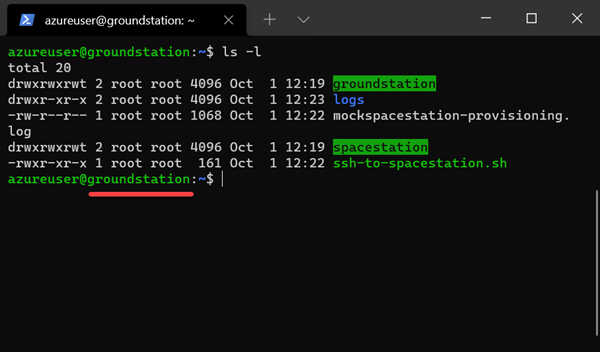 azureuser@groundstation: ~
azureuser@groundstation:~$ ls -l
total 20
drwxrwxrwt 2 root root 4096 Oct  1 12:19 groundstation
drwxr-xr-x 2 root root 4096 Oct  1 12:23 logs
-rw-r--r-- 1 root root 1068 Oct  1 12:22 mockspacestation-provisioning.
log
drwxrwxrwt 2 root root 4096 Oct  1 12:19 spacestation
-rwxr-xr-x 1 root root  161 Oct  1 12:22 ssh-to-spacestation.sh
azureuser@groundstation:~$